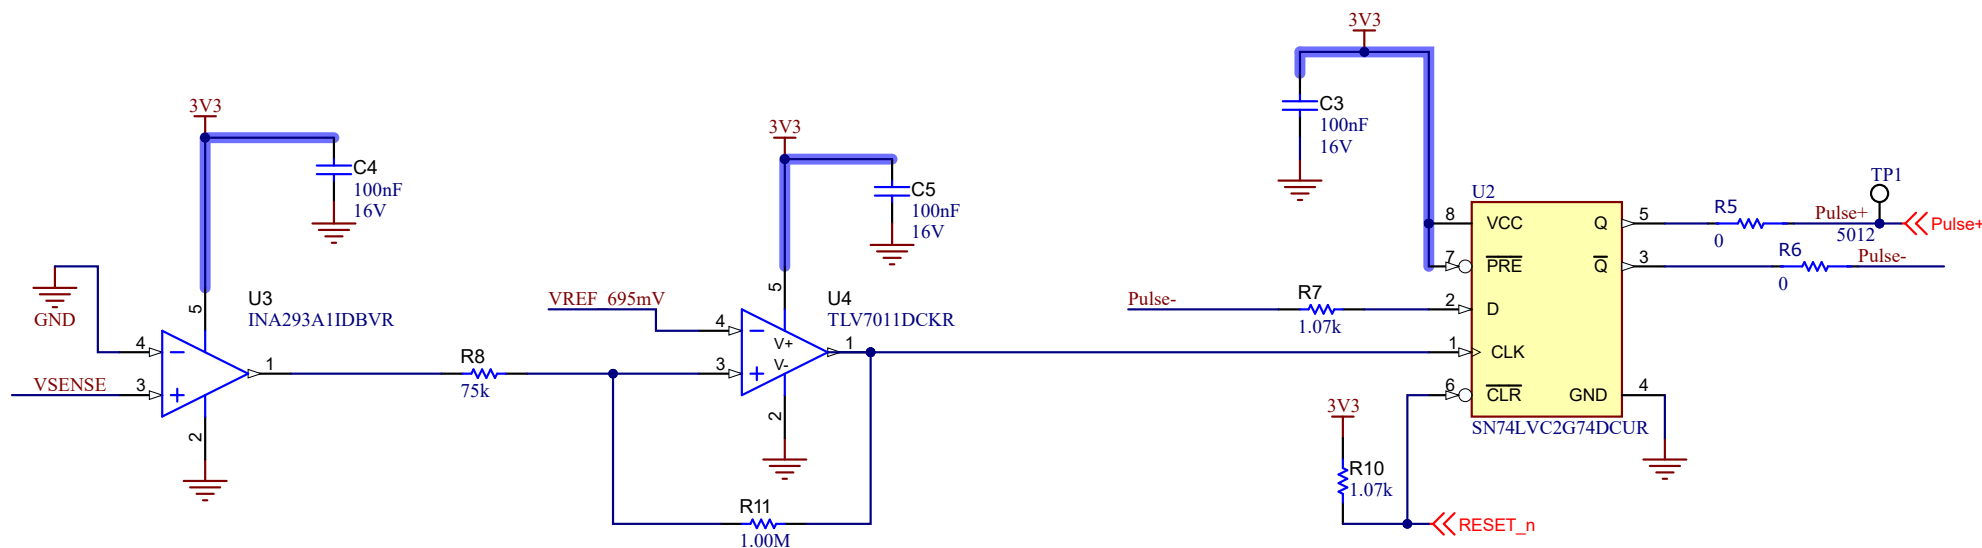 3V3
C4
100nF
16V
GND
VSENSE
4
3
5
2
1
U3
INA293A1IDBVR
R8
75k
3V3
C5
100nF
16V
VREF_695mV
4
3
5
2
1
V+
V-
U4
TLV7011DCKR
R11
1.00M
3V3
C3
100nF
16V
Pulse-
R7
1.07k
U2
8
VCC
7
PRE
2
D
1
CLK
6
CLR
Q
5
Q
3
GND
4
SN74LVC2G74DCUR
3V3
R10
1.07k
RESET_n
R5
0
R6
0
TP1
Pulse+
5012
Pulse+
Pulse-